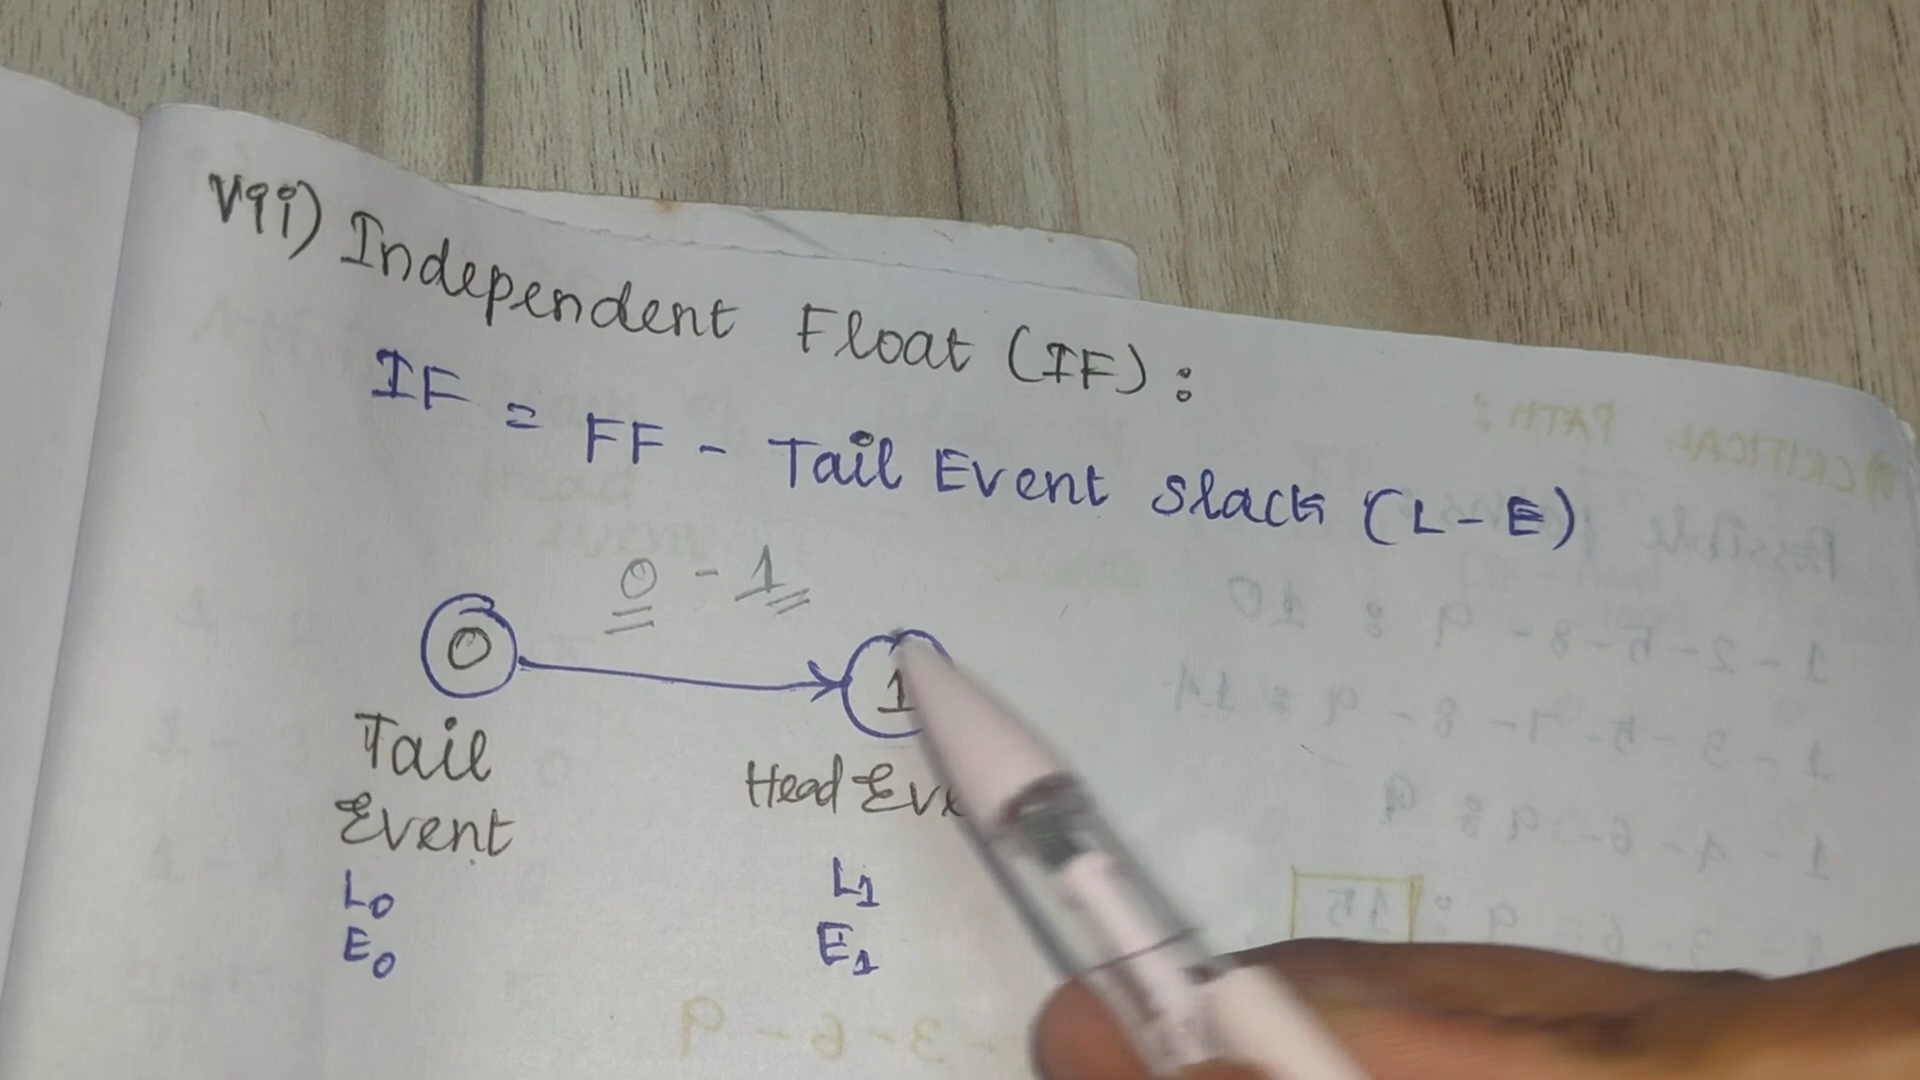 vii) Independent Float (IF) :
IF = FF - Tail Event Slack (L - E)
0 - 1
0
1
Tail
Event
Head Eve
L0
L1
E0
E1